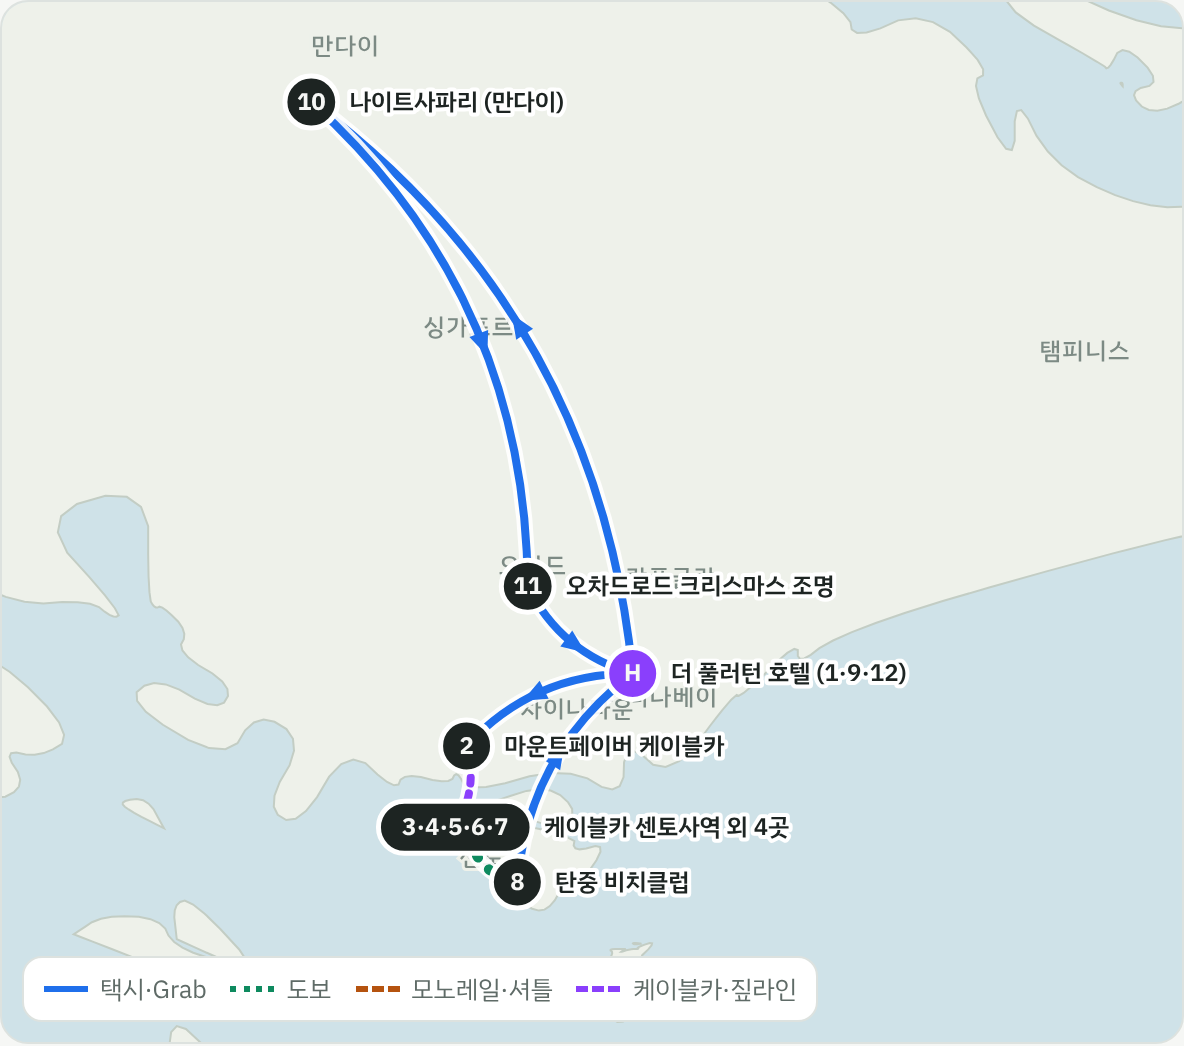 만다이
10 나이트사파리 (만다이)
탬피니스
11 오차드로드 크리스마스 조명
H 더 풀러턴 호텔 (1·9·12)
2 마운트페이버 케이블카
3·4·5·6·7 케이블카 센토사역 외 4곳
8 탄중 비치클럽
택시·Grab 도보 모노레일·셔틀 케이블카·짚라인